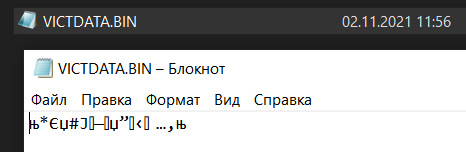 VICTDATA.BIN 02.11.2021 11:56
VICTDATA.BIN – Блокнот
Файл Правка Формат Вид Справка
њ*Єџ#Ј▯–▯џ”▯‹▯ …‚њ